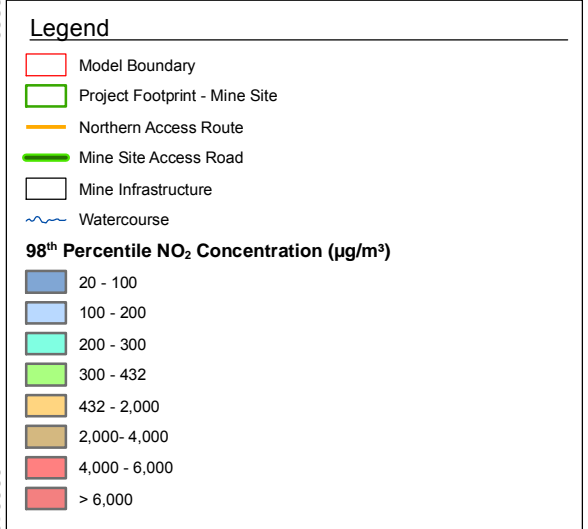 Legend
Model Boundary
Project Footprint - Mine Site
Northern Access Route
Mine Site Access Road
Mine Infrastructure
Watercourse
98th Percentile NO₂ Concentration (µg/m³)
20 - 100
100 - 200
200 - 300
300 - 432
432 - 2,000
2,000- 4,000
4,000 - 6,000
> 6,000